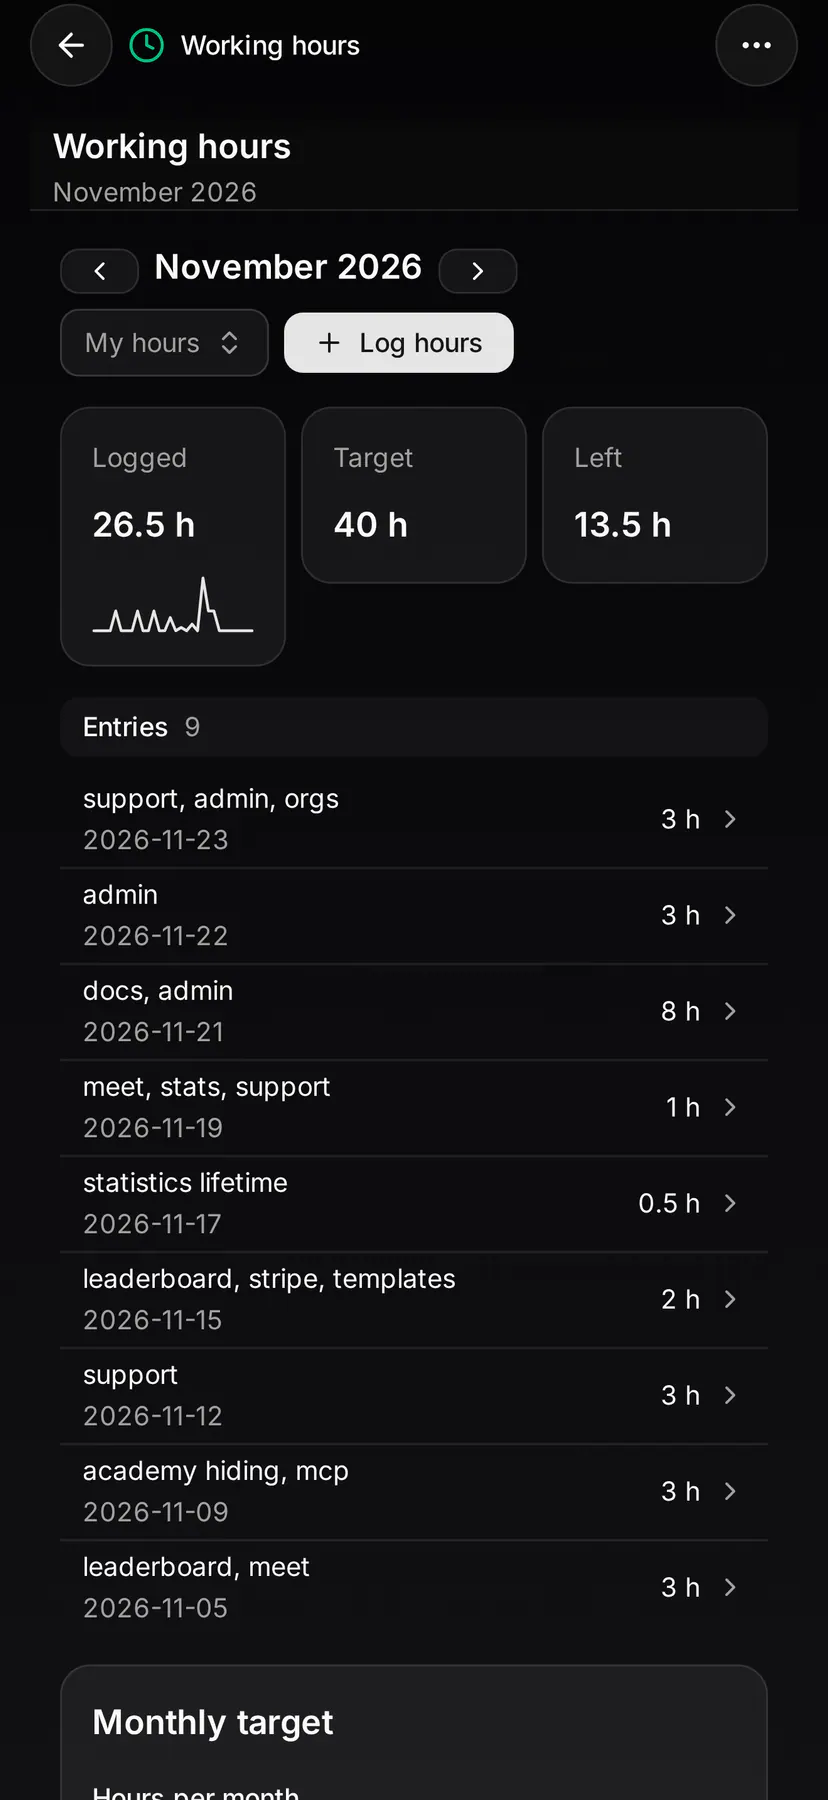 Working hours
Working hours
November 2026
November 2026
My hours
Log hours
Logged
26.5 h
Target
40 h
Left
13.5 h
Entries 9
support, admin, orgs
2026-11-23
3 h
admin
2026-11-22
3 h
docs, admin
2026-11-21
8 h
meet, stats, support
2026-11-19
1 h
statistics lifetime
2026-11-17
0.5 h
leaderboard, stripe, templates
2026-11-15
2 h
support
2026-11-12
3 h
academy hiding, mcp
2026-11-09
3 h
leaderboard, meet
2026-11-05
3 h
Monthly target
Hours per month